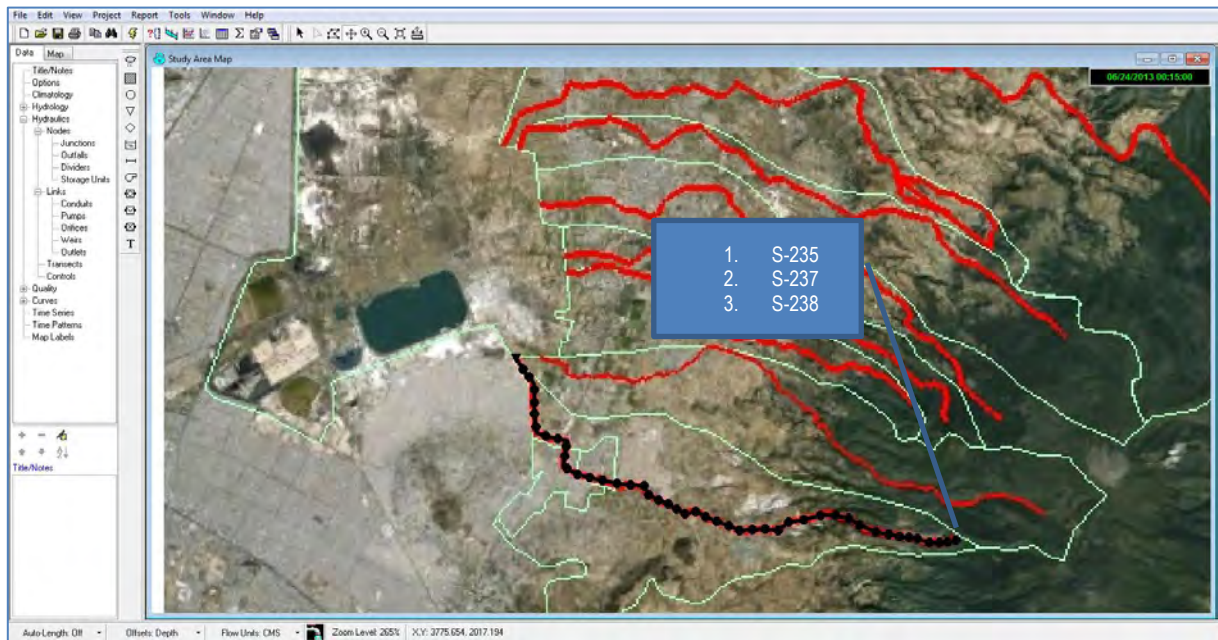 File Edit View Project Report Tools Window Help
Data Map
Study Area Map
06/24/2013 00:15:00
Title/Notes
Options
Climatology
Hydrology
Hydraulics
Nodes
Junctions
Outfalls
Dividers
Storage Units
Links
Conduits
Pumps
Orifices
Weirs
Outlets
Transects
Controls
Quality
Curves
Time Series
Time Patterns
Map Labels
T
1. S-235
2. S-237
3. S-238
Title/Notes
Auto-Length: Off Offsets: Depth Flow Units: CMS Zoom Level: 265% X,Y: 3775.654, 2017.194